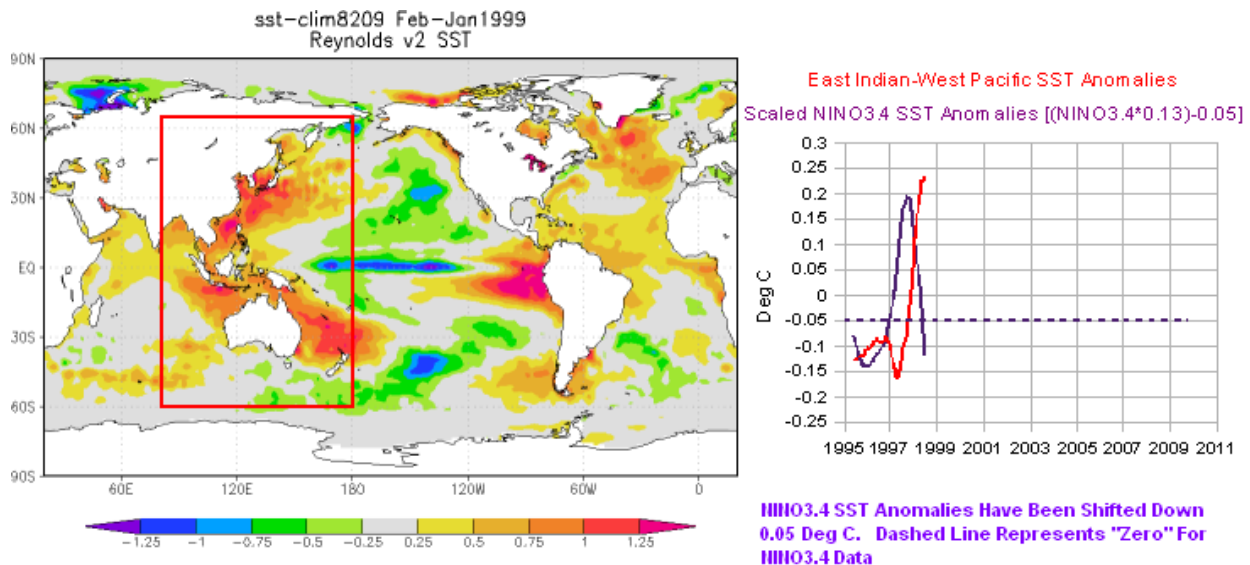 sst-clim8209 Feb-Jan1999
Reynolds v2 SST
90N
60N
30N
EQ
30S
60S
90S
60E 120E 180 120W 60W 0
-1.25 -1 -0.75 -0.5 -0.25 0.25 0.5 0.75 1 1.25
East Indian-West Pacific SST Anomalies
Scaled NINO3.4 SST Anomalies [(NINO3.4*0.13)-0.05]
Deg C
0.3
0.25
0.2
0.15
0.1
0.05
0
-0.05
-0.1
-0.15
-0.2
-0.25
1995 1997 1999 2001 2003 2005 2007 2009 2011
NINO3.4 SST Anomalies Have Been Shifted Down
0.05 Deg C. Dashed Line Represents "Zero" For
NINO3.4 Data